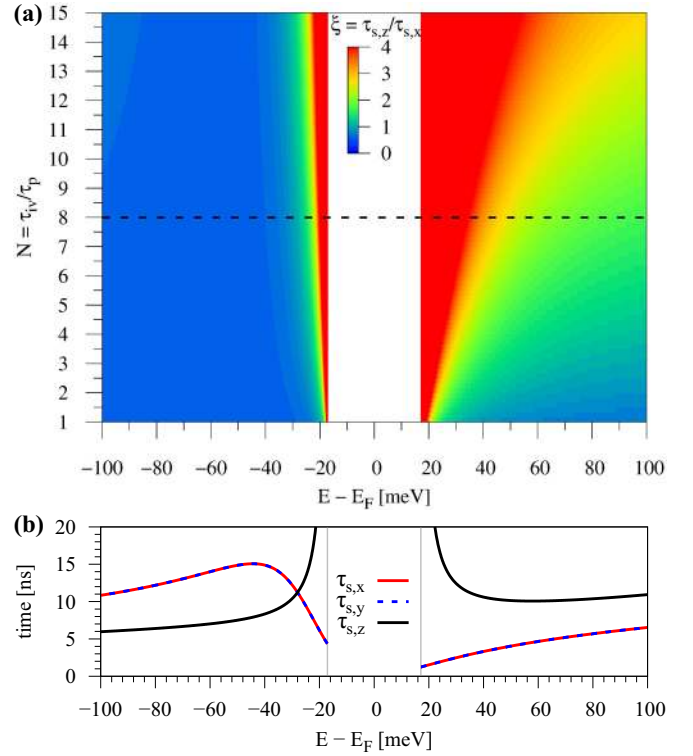 (a)
ξ = τs,z/τs,x
4
3
2
1
0
15
14
13
12
11
10
9
8
7
6
5
4
3
2
1
N = τiv/τp
−100 −80 −60 −40 −20 0 20 40 60 80 100
E − EF [meV]
(b)
20
15
10
5
0
time [ns]
τs,x
τs,y
τs,z
−100 −80 −60 −40 −20 0 20 40 60 80 100
E − EF [meV]